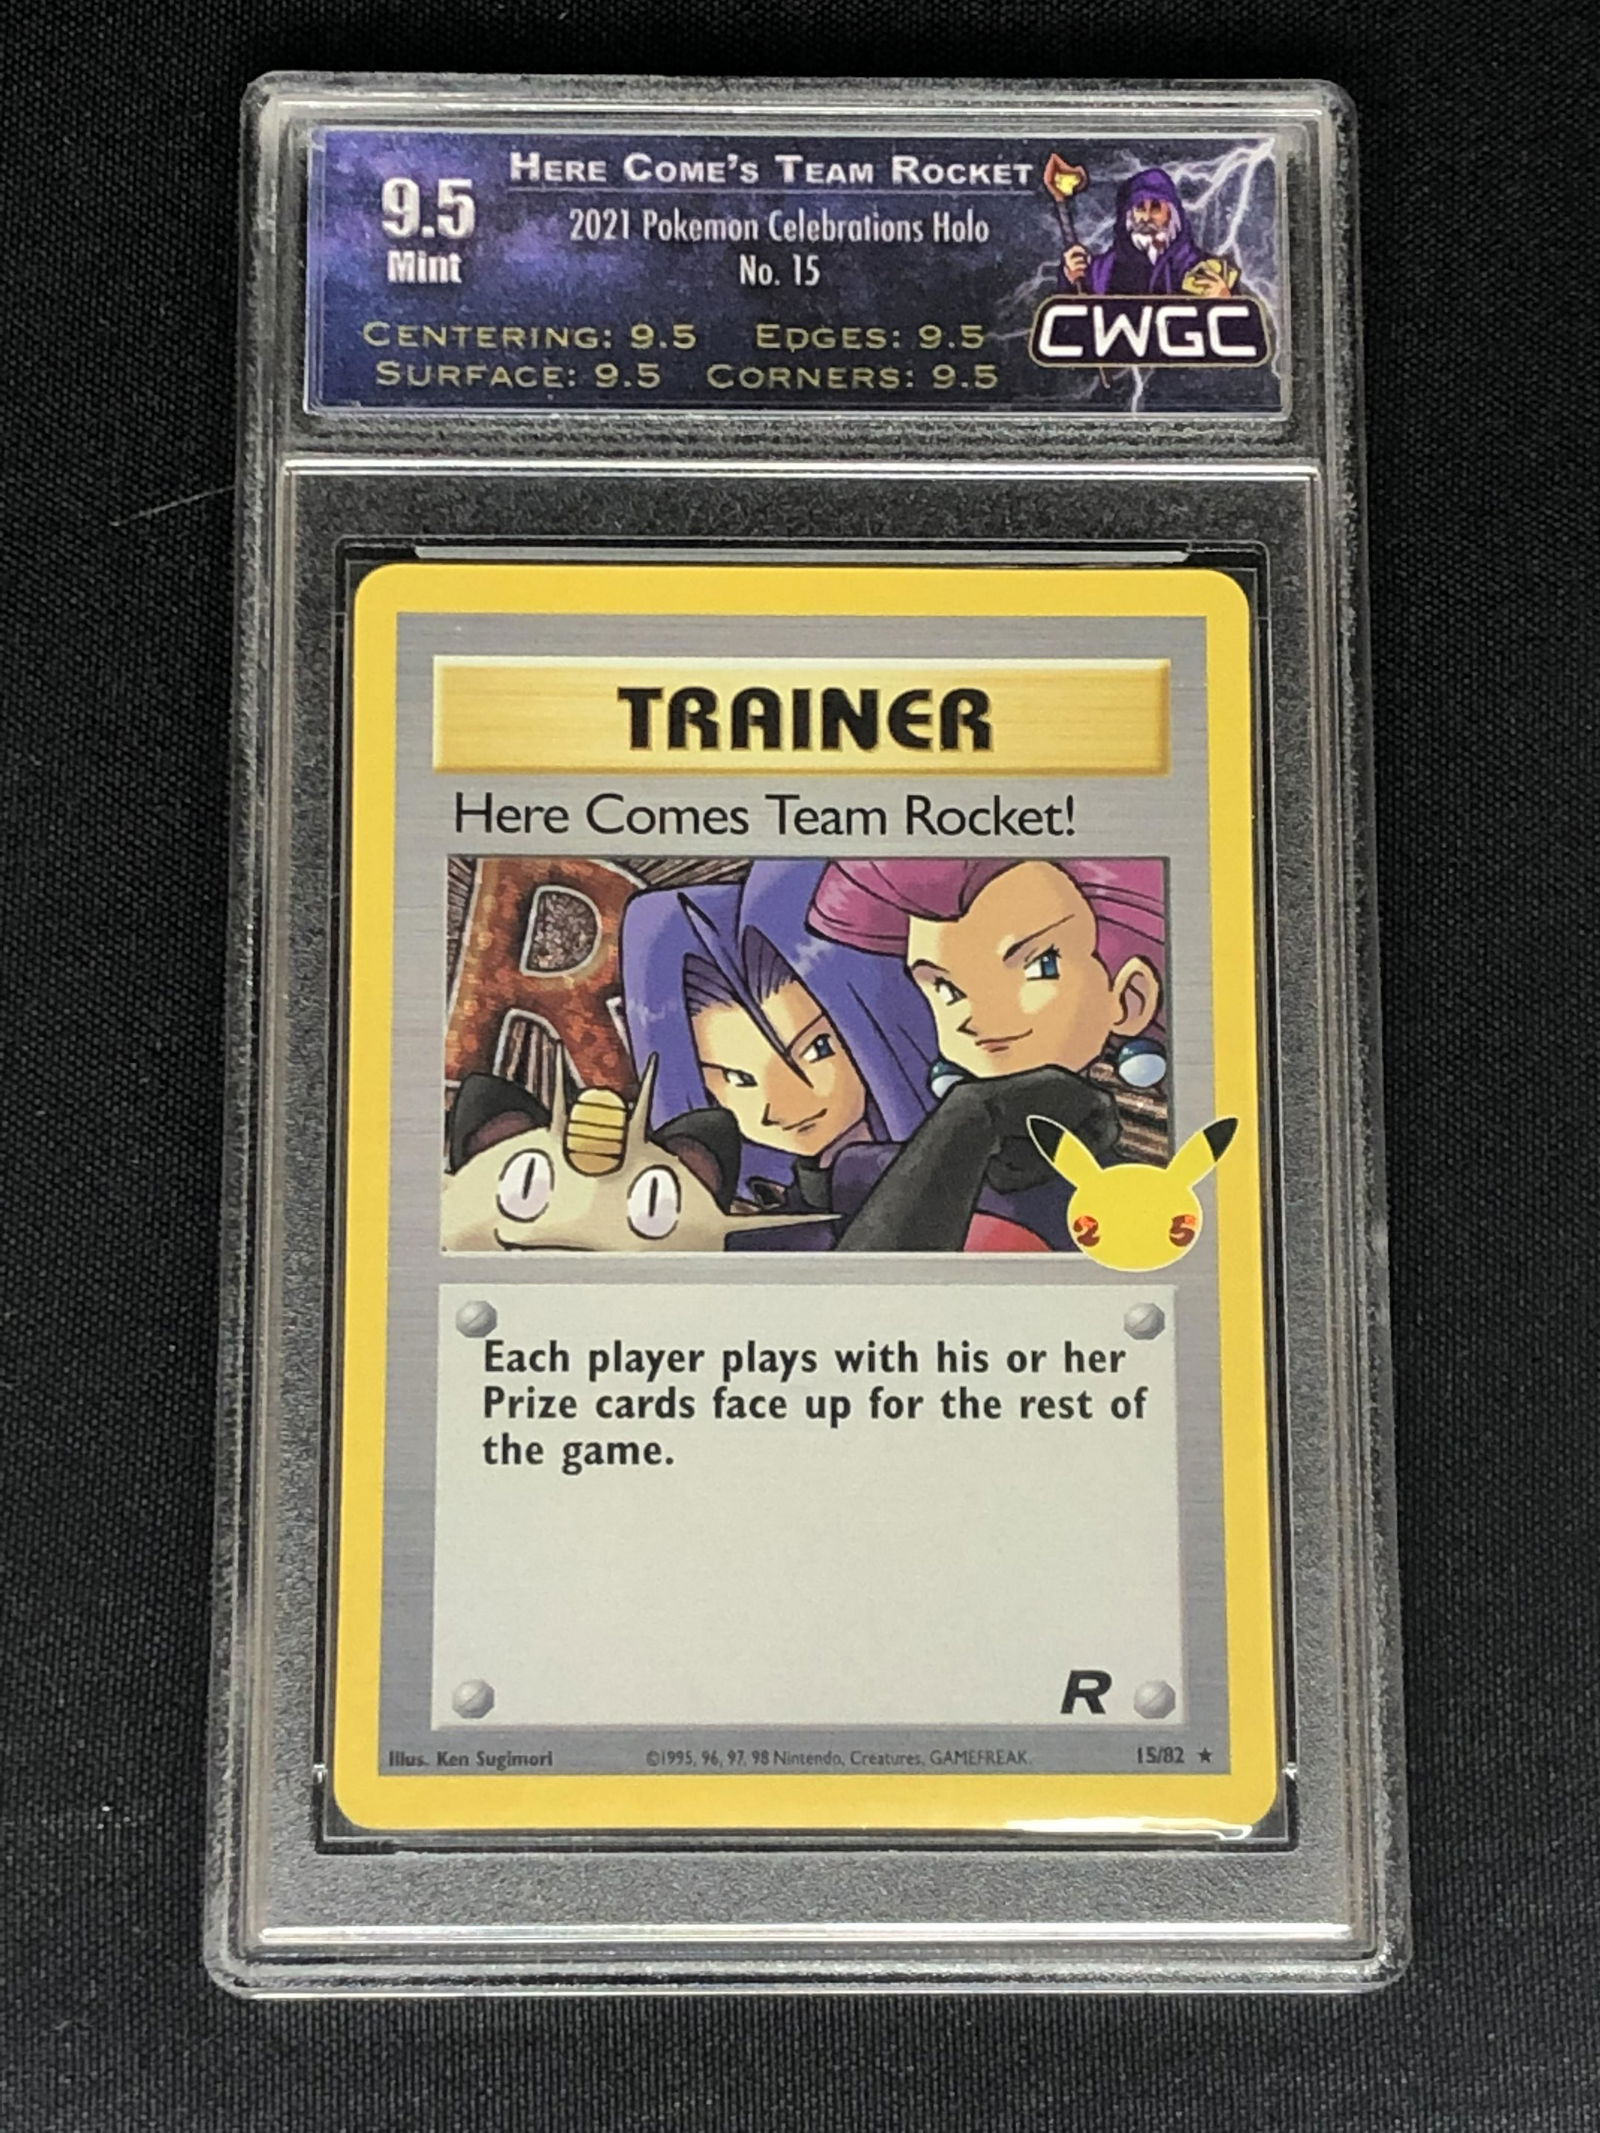 HERE COME'S TEAM ROCKET
9.5
Mint
2021 Pokemon Celebrations Holo
No. 15
CENTERING: 9.5 EDGES: 9.5
SURFACE: 9.5 CORNERS: 9.5
CWGC
TRAINER
Here Comes Team Rocket!
R
2 5
Each player plays with his or her
Prize cards face up for the rest of
the game.
R
Illus. Ken Sugimori ©1995, 96, 97, 98 Nintendo, Creatures, GAMEFREAK. 15/82 ★